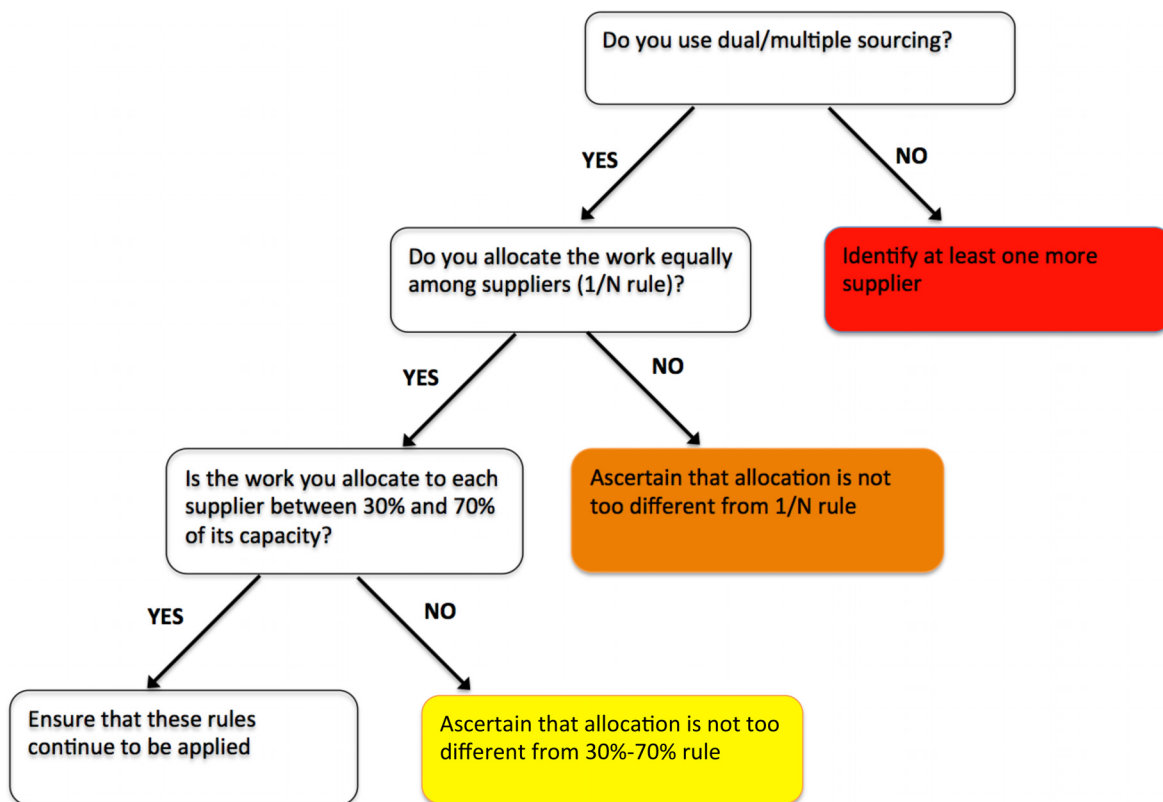 Do you use dual/multiple sourcing?
YES
NO
Do you allocate the work equally
among suppliers (1/N rule)?
Identify at least one more
supplier
YES
NO
Is the work you allocate to each
supplier between 30% and 70%
of its capacity?
Ascertain that allocation is not
too different from 1/N rule
YES
NO
Ensure that these rules
continue to be applied
Ascertain that allocation is not too
different from 30%-70% rule